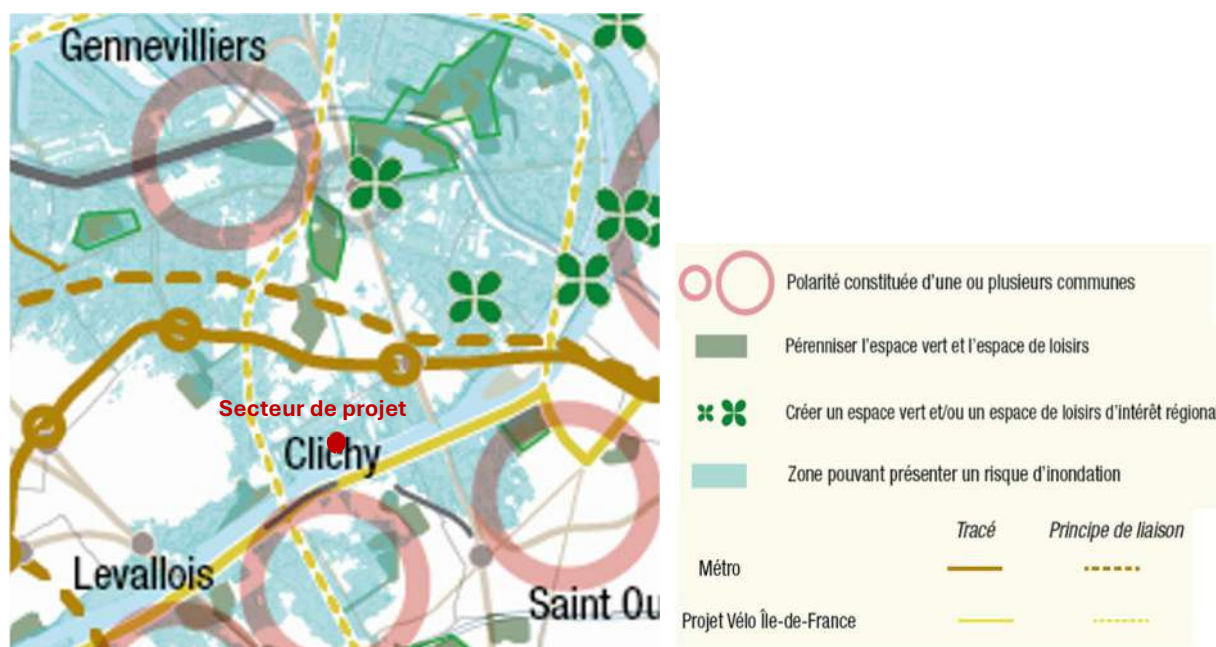 Gennevilliers
Secteur de projet
Clichy
Levallois
Saint Ou
Polarité constituée d'une ou plusieurs communes
Pérenniser l'espace vert et l'espace de loisirs
Créer un espace vert et/ou un espace de loisirs d'intérêt régional
Zone pouvant présenter un risque d'inondation
Tracé Principe de liaison
Métro
Projet Vélo Île-de-France